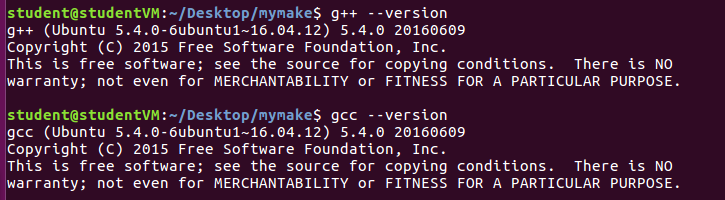 student@studentVM:~/Desktop/mymake$ g++ --version
g++ (Ubuntu 5.4.0-6ubuntu1~16.04.12) 5.4.0 20160609
Copyright (C) 2015 Free Software Foundation, Inc.
This is free software; see the source for copying conditions.  There is NO
warranty; not even for MERCHANTABILITY or FITNESS FOR A PARTICULAR PURPOSE.

student@studentVM:~/Desktop/mymake$ gcc --version
gcc (Ubuntu 5.4.0-6ubuntu1~16.04.12) 5.4.0 20160609
Copyright (C) 2015 Free Software Foundation, Inc.
This is free software; see the source for copying conditions.  There is NO
warranty; not even for MERCHANTABILITY or FITNESS FOR A PARTICULAR PURPOSE.